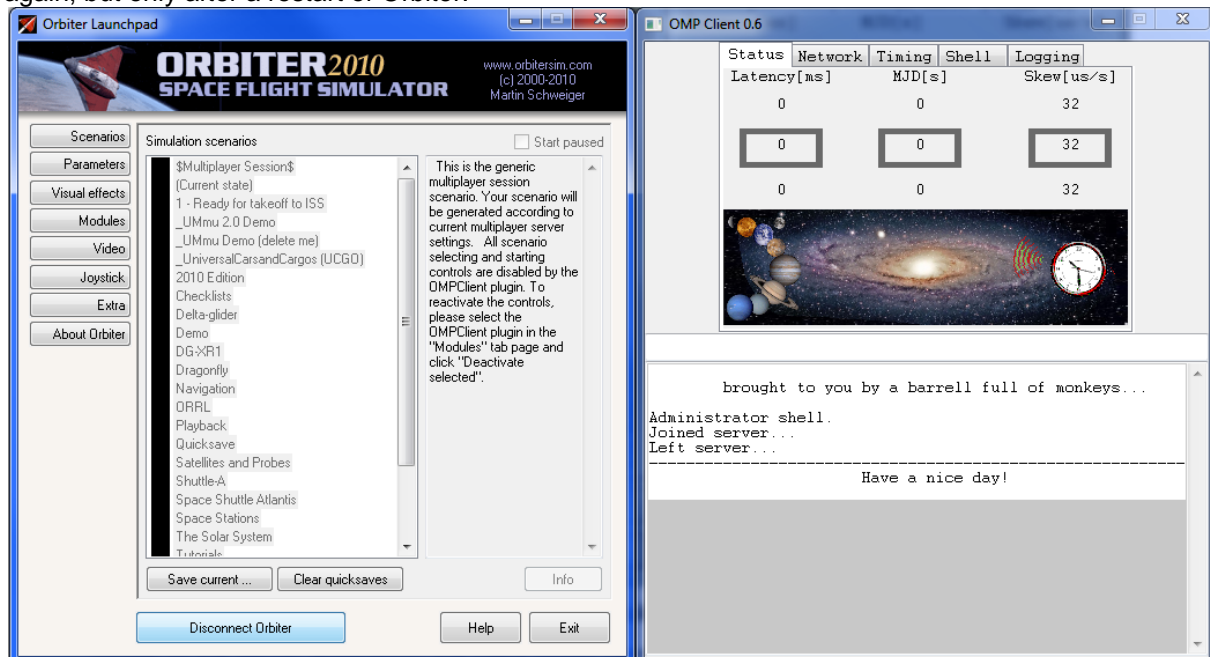 again, but only after a restart of Orbiter.
Orbiter Launchpad
ORBITER2010
SPACE FLIGHT SIMULATOR
www.orbitersim.com
(c) 2000-2010
Martin Schweiger
Scenarios
Parameters
Visual effects
Modules
Video
Joystick
Extra
About Orbiter
Simulation scenarios
Start paused
$Multiplayer Session$
(Current state)
1 - Ready for takeoff to ISS
_UMmu 2.0 Demo
_UMmu Demo (delete me)
_UniversalCarsandCargos (UCGO)
2010 Edition
Checklists
Delta-glider
Demo
DG-XR1
Dragonfly
Navigation
ORRL
Playback
Quicksave
Satellites and Probes
Shuttle-A
Space Shuttle Atlantis
Space Stations
The Solar System
Tutorials
This is the generic
multiplayer session
scenario. Your scenario will
be generated according to
current multiplayer server
settings. All scenario
selecting and starting
controls are disabled by the
OMPClient plugin. To
reactivate the controls,
please select the
OMPClient plugin in the
"Modules" tab page and
click "Deactivate
selected".
Save current ...
Clear quicksaves
Info
Disconnect Orbiter
Help
Exit
OMP Client 0.6
Status Network Timing Shell Logging
Latency[ms] MJD[s] Skew[us/s]
0 0 32
0 0 32
0 0 32
brought to you by a barrell full of monkeys...
Administrator shell.
Joined server...
Left server...
Have a nice day!